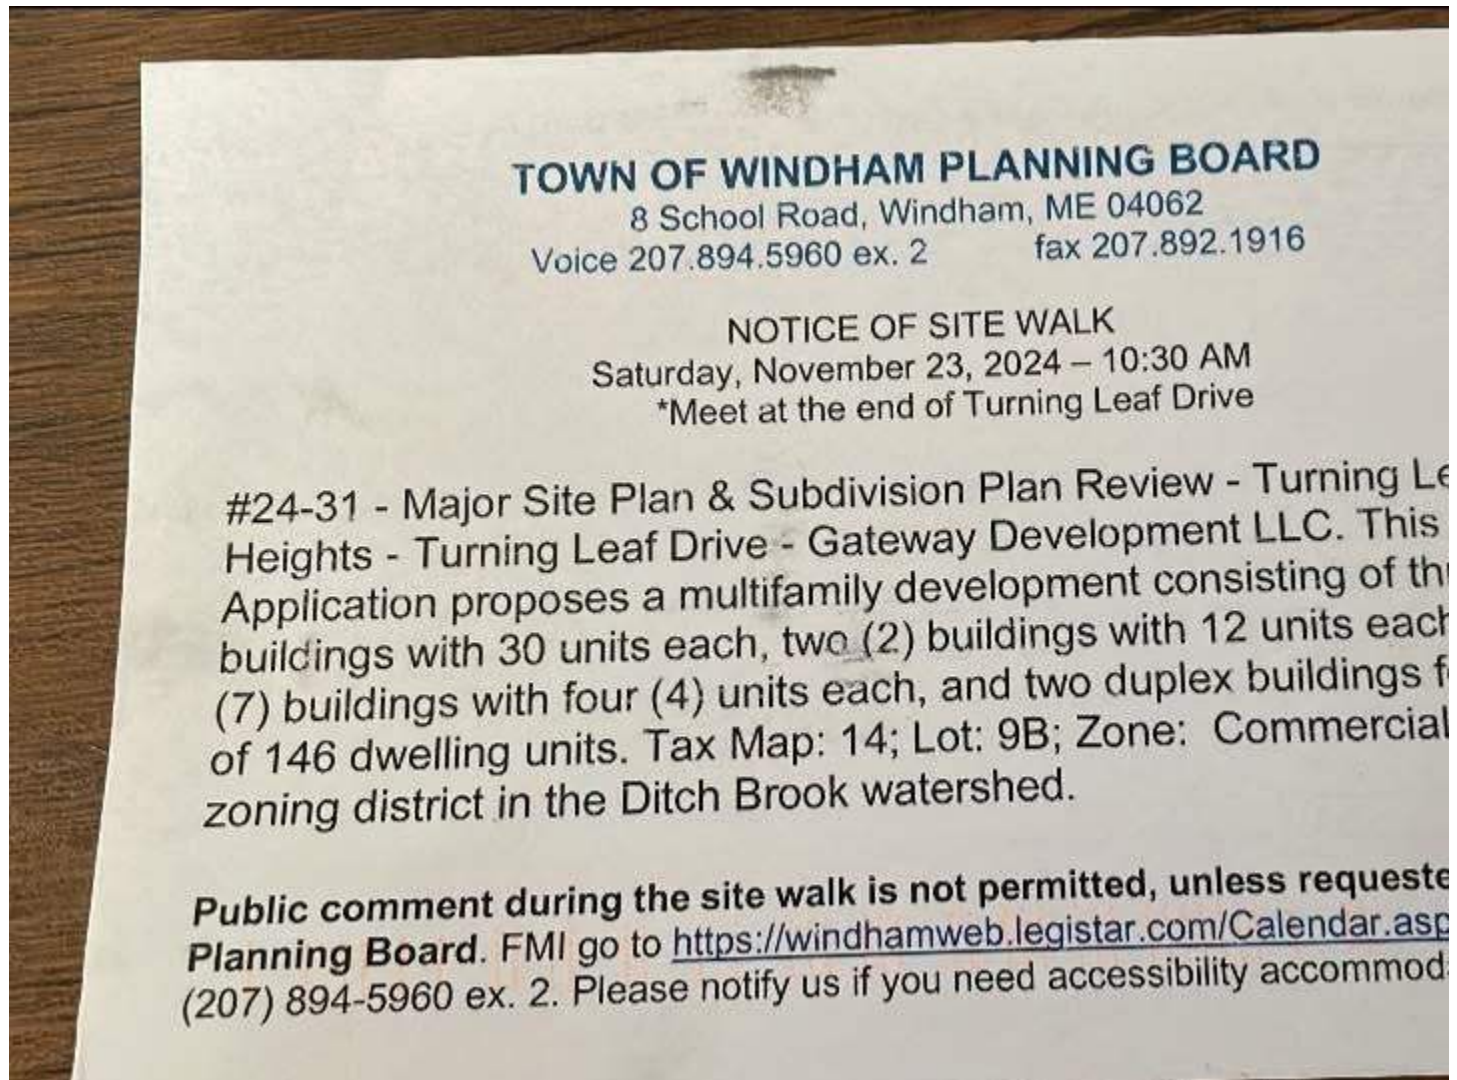 TOWN OF WINDHAM PLANNING BOARD
8 School Road, Windham, ME 04062
Voice 207.894.5960 ex. 2 fax 207.892.1916
NOTICE OF SITE WALK
Saturday, November 23, 2024 – 10:30 AM
*Meet at the end of Turning Leaf Drive
#24-31 - Major Site Plan & Subdivision Plan Review - Turning Le
Heights - Turning Leaf Drive - Gateway Development LLC. This
Application proposes a multifamily development consisting of
buildings with 30 units each, two (2) buildings with 12 units each
(7) buildings with four (4) units each, and two duplex buildings f
of 146 dwelling units. Tax Map: 14; Lot: 9B; Zone: Commercial
zoning district in the Ditch Brook watershed.
Public comment during the site walk is not permitted, unless requeste
Planning Board. FMI go to https://windhamweb.legistar.com/Calendar.asp
(207) 894-5960 ex. 2. Please notify us if you need accessibility accommod